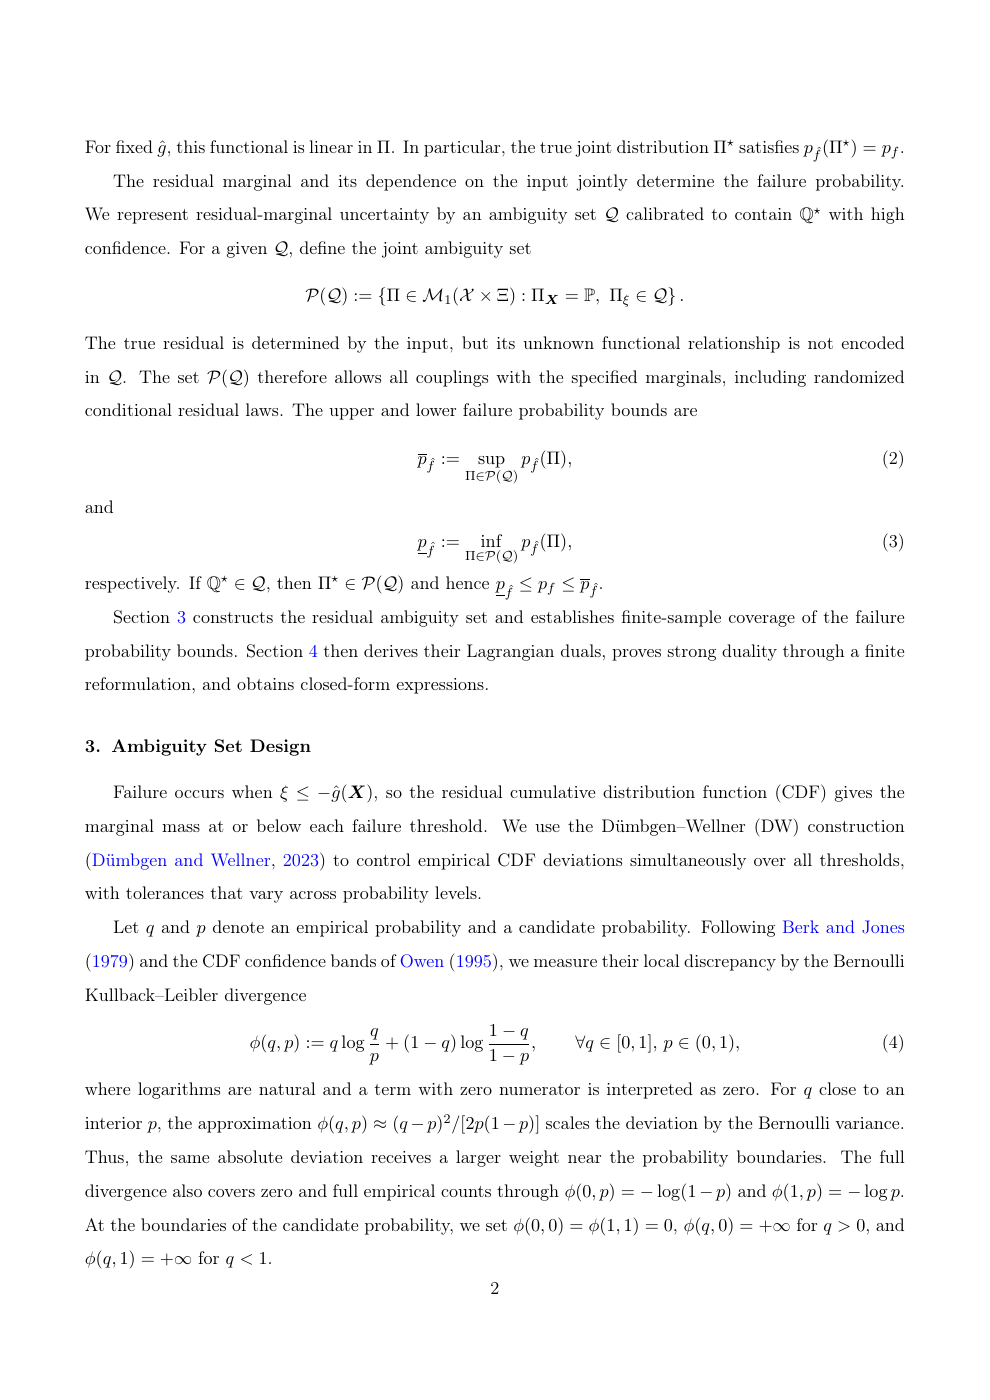 For fixed ĝ, this functional is linear in Π. In particular, the true joint distribution Π⋆ satisfies p_f̂(Π⋆) = p_f.
The residual marginal and its dependence on the input jointly determine the failure probability.
We represent residual-marginal uncertainty by an ambiguity set 𝒬 calibrated to contain ℚ⋆ with high
confidence. For a given 𝒬, define the joint ambiguity set
𝒫(𝒬) := {Π ∈ ℳ₁(𝒳 × Ξ) : Π_𝑿 = ℙ, Π_ξ ∈ 𝒬} .
The true residual is determined by the input, but its unknown functional relationship is not encoded
in 𝒬. The set 𝒫(𝒬) therefore allows all couplings with the specified marginals, including randomized
conditional residual laws. The upper and lower failure probability bounds are
p̅_f̂ := sup_{Π∈𝒫(𝒬)} p_f̂(Π), (2)
and
p̲_f̂ := inf_{Π∈𝒫(𝒬)} p_f̂(Π), (3)
respectively. If ℚ⋆ ∈ 𝒬, then Π⋆ ∈ 𝒫(𝒬) and hence p̲_f̂ ≤ p_f ≤ p̅_f̂.
Section 3 constructs the residual ambiguity set and establishes finite-sample coverage of the failure
probability bounds. Section 4 then derives their Lagrangian duals, proves strong duality through a finite
reformulation, and obtains closed-form expressions.
3. Ambiguity Set Design
Failure occurs when ξ ≤ −ĝ(𝑿), so the residual cumulative distribution function (CDF) gives the
marginal mass at or below each failure threshold. We use the Dümbgen–Wellner (DW) construction
(Dümbgen and Wellner, 2023) to control empirical CDF deviations simultaneously over all thresholds,
with tolerances that vary across probability levels.
Let q and p denote an empirical probability and a candidate probability. Following Berk and Jones
(1979) and the CDF confidence bands of Owen (1995), we measure their local discrepancy by the Bernoulli
Kullback–Leibler divergence
ϕ(q, p) := q log q/p + (1 − q) log (1 − q)/(1 − p), ∀q ∈ [0, 1], p ∈ (0, 1), (4)
where logarithms are natural and a term with zero numerator is interpreted as zero. For q close to an
interior p, the approximation ϕ(q, p) ≈ (q − p)²/[2p(1 − p)] scales the deviation by the Bernoulli variance.
Thus, the same absolute deviation receives a larger weight near the probability boundaries. The full
divergence also covers zero and full empirical counts through ϕ(0, p) = − log(1 − p) and ϕ(1, p) = − log p.
At the boundaries of the candidate probability, we set ϕ(0, 0) = ϕ(1, 1) = 0, ϕ(q, 0) = +∞ for q > 0, and
ϕ(q, 1) = +∞ for q < 1.
2